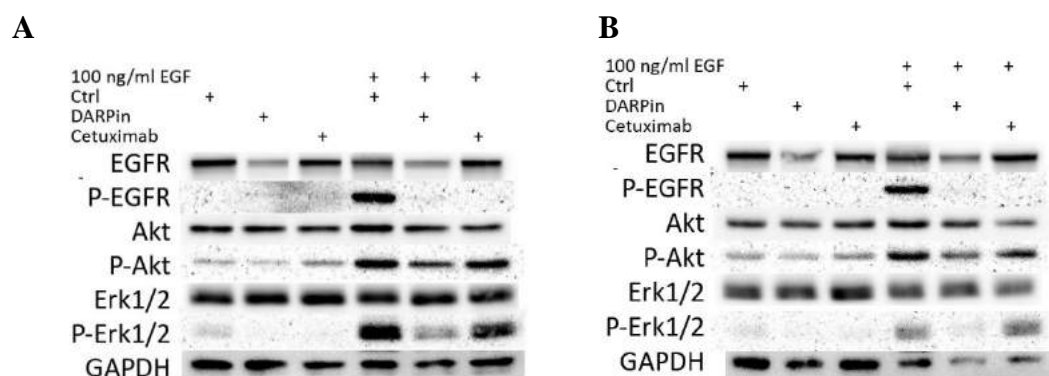 A
100 ng/ml EGF + + +
Ctrl + +
DARPin + +
Cetuximab + +
EGFR
P-EGFR
Akt
P-Akt
Erk1/2
P-Erk1/2
GAPDH
B
100 ng/ml EGF + + +
Ctrl + +
DARPin + +
Cetuximab + +
EGFR
P-EGFR
Akt
P-Akt
Erk1/2
P-Erk1/2
GAPDH